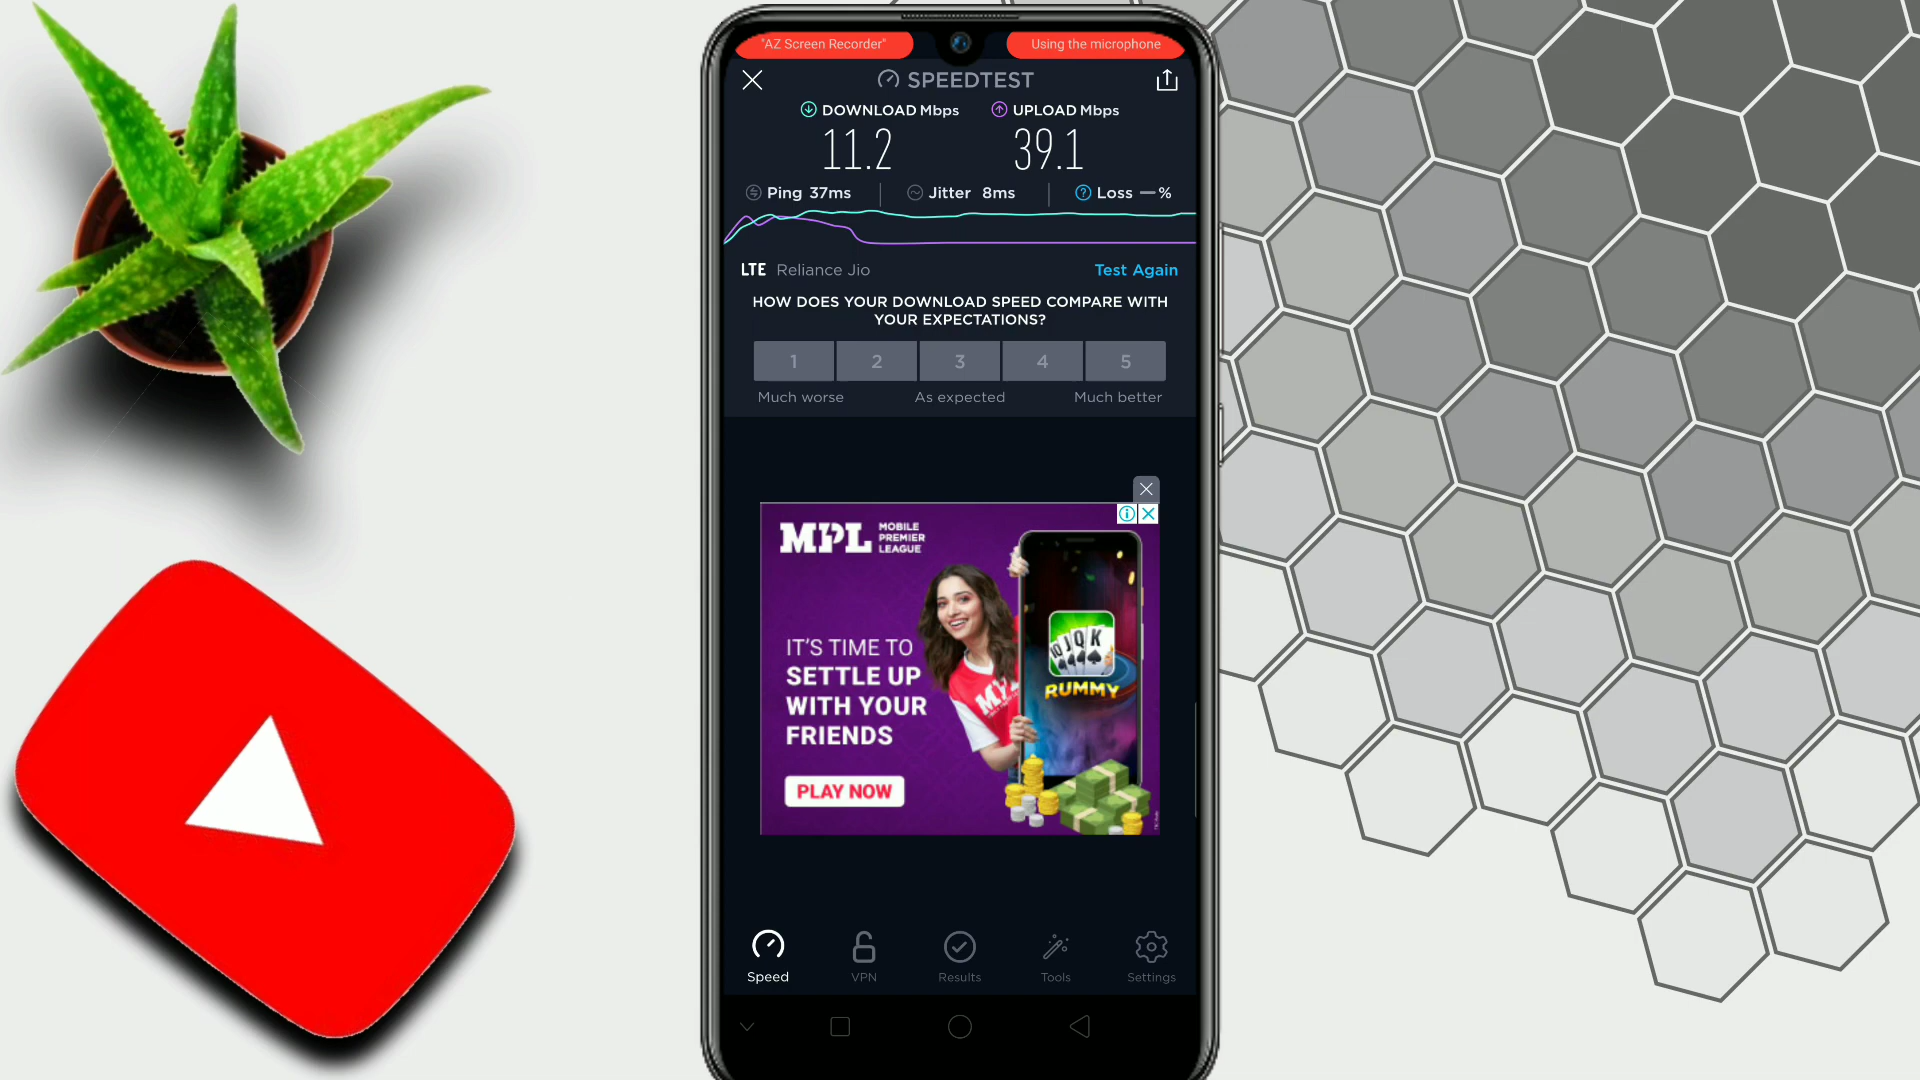 "AZ Screen Recorder"
Using the microphone
SPEEDTEST
DOWNLOAD Mbps
UPLOAD Mbps
11.2
39.1
Ping 37ms
Jitter 8ms
Loss —%
LTE Reliance Jio
Test Again
HOW DOES YOUR DOWNLOAD SPEED COMPARE WITH
YOUR EXPECTATIONS?
1 2 3 4 5
Much worse
As expected
Much better
MPL
MOBILE
PREMIER
LEAGUE
IT'S TIME TO
SETTLE UP
WITH YOUR
FRIENDS
PLAY NOW
10 J Q K
RUMMY
Speed
VPN
Results
Tools
Settings